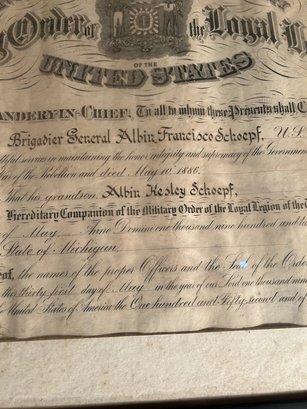 Order of the Loyal
OF THE
UNITED STATES
ANDERY-IN-CHIEF, To all to whom these Presents shall C
Brigadier General Albin Francisco Schoepf, U.S
thful service in maintaining the honor, integrity and supremacy of the Government
War of the Rebellion and died May 10, 1886.
That his grandson, Albin Hesley Schoepf,
Hereditary Companion of the Military Order of the Loyal Legion of the
of May Anno Domini one thousand nine hundred and
State of Michigan
the names of the proper Officers and the Seal of the Order
this thirty first day of May in the year of our Lord one thousand nine
United States of America the One hundred and Fifty second and of